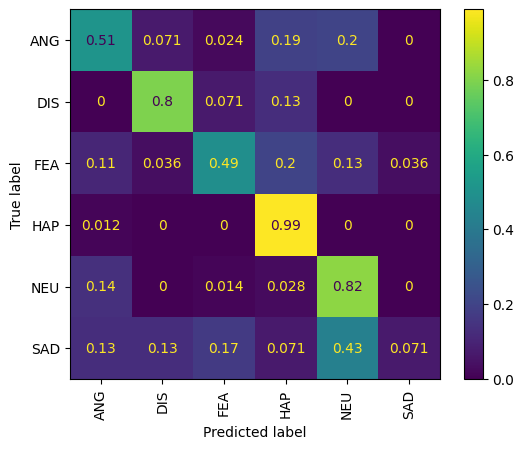 ANG 0.51 0.071 0.024 0.19 0.2 0
DIS 0 0.8 0.071 0.13 0 0
FEA 0.11 0.036 0.49 0.2 0.13 0.036
HAP 0.012 0 0 0.99 0 0
NEU 0.14 0 0.014 0.028 0.82 0
SAD 0.13 0.13 0.17 0.071 0.43 0.071
ANG DIS FEA HAP NEU SAD
Predicted label
True label
0.8
0.6
0.4
0.2
0.0